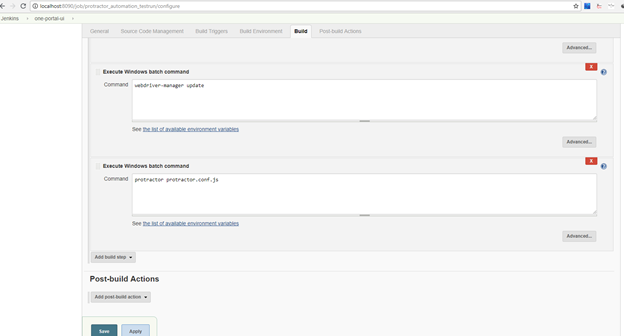 localhost:8090/job/protractor_automation_testrun/configure
Jenkins one-portal-ui
General Source Code Management Build Triggers Build Environment Build Post-build Actions
Advanced...
X
Execute Windows batch command
Command webdriver-manager update
See the list of available environment variables
Advanced...
X
Execute Windows batch command
Command protractor protractor.conf.js
See the list of available environment variables
Advanced...
Add build step
Post-build Actions
Add post-build action
Save Apply